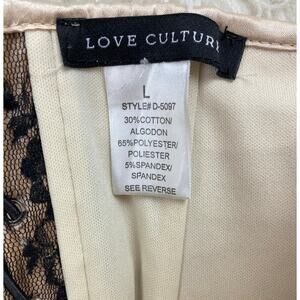 LOVE CULTURE
L
STYLE# D-5097
30%COTTON/
ALGODON
65%POLYESTER/
POLIESTER
5%SPANDEX/
SPANDEX
SEE REVERSE